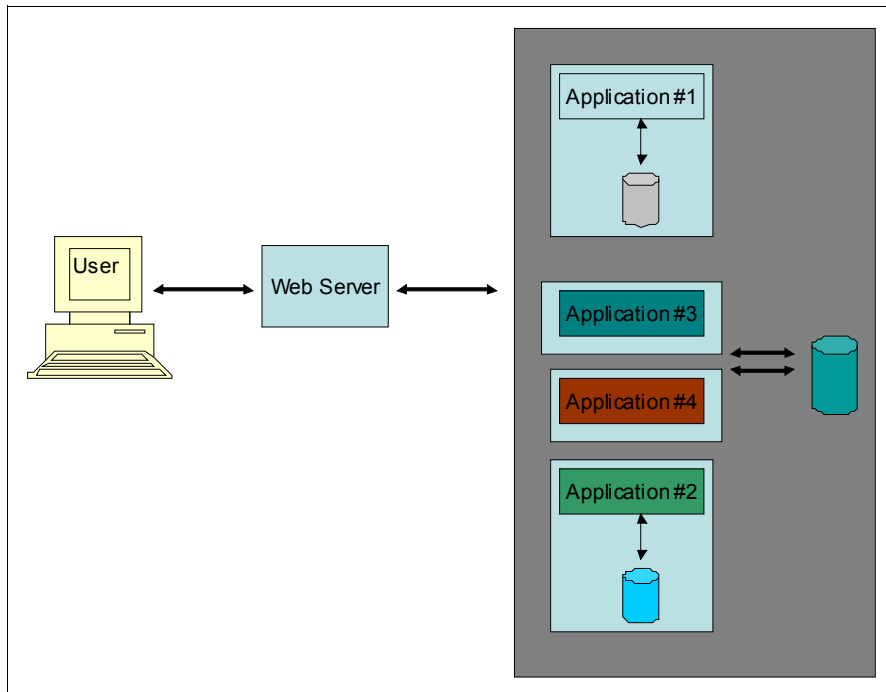 Application #1
User
Web Server
Application #3
Application #4
Application #2